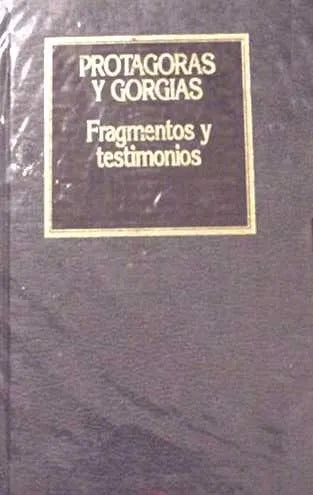 PROTAGORAS
Y GORGIAS
Fragmentos y
testimonios